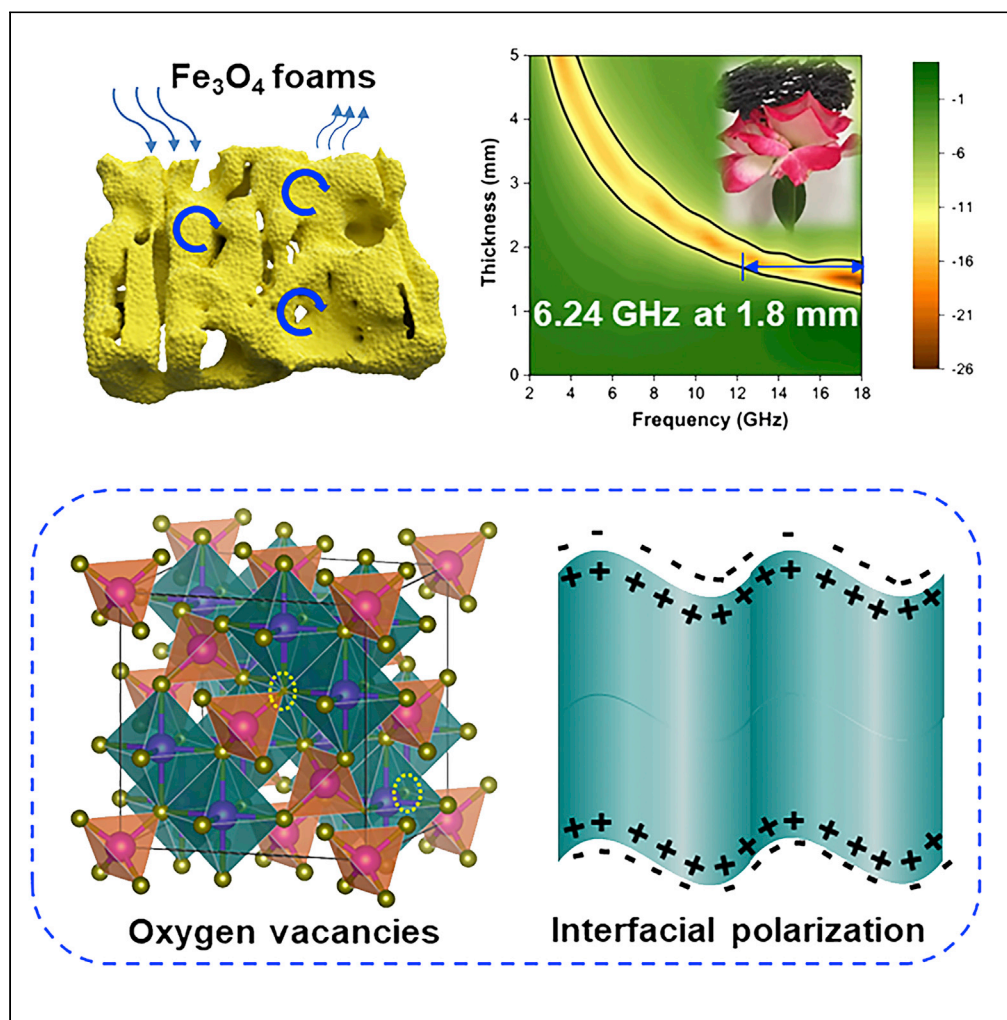 Fe₃O₄ foams
5
4
3
2
1
0
Thickness (mm)
6.24 GHz at 1.8 mm
2 4 6 8 10 12 14 16 18
Frequency (GHz)
-1
-6
-11
-16
-21
-26
Oxygen vacancies
Interfacial polarization